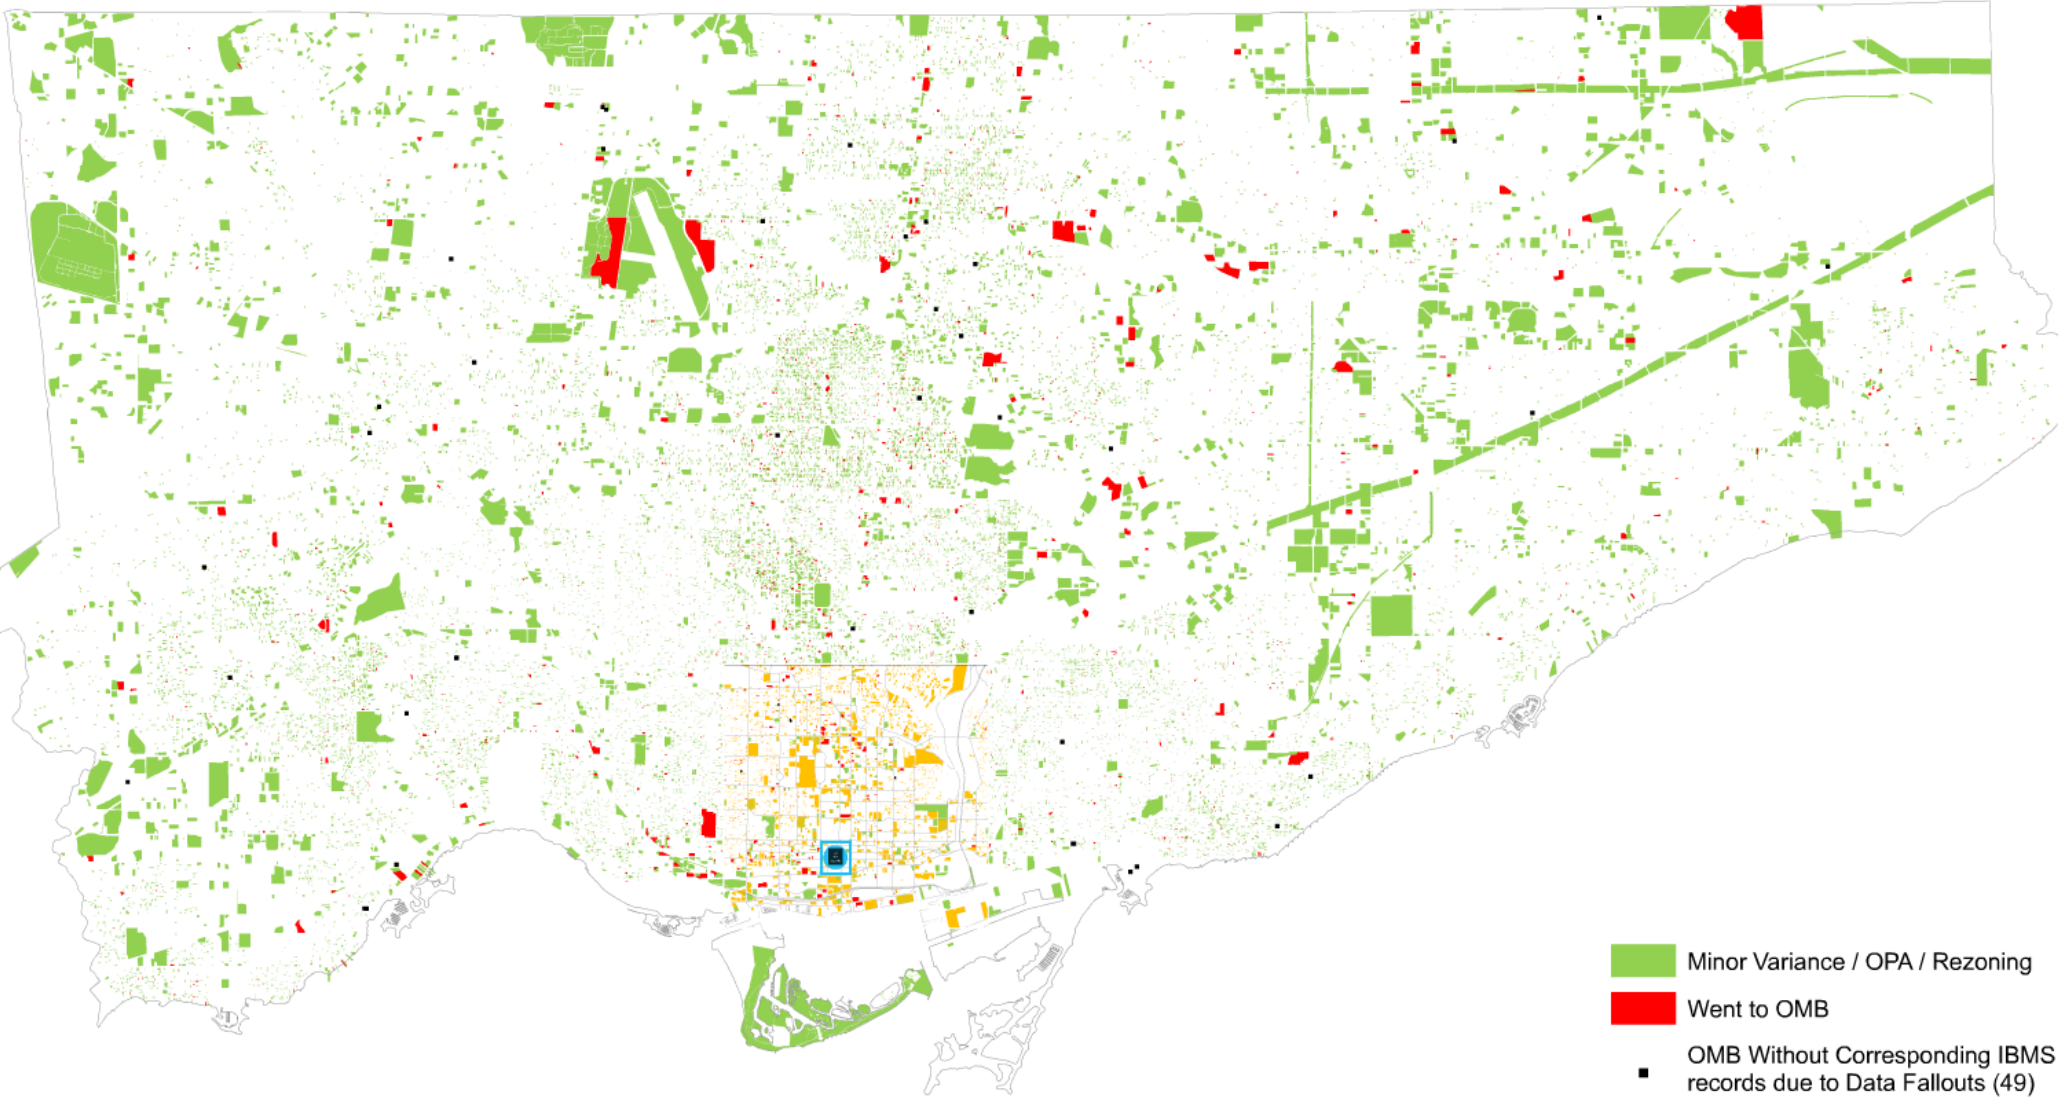 Minor Variance / OPA / Rezoning
Went to OMB
OMB Without Corresponding IBMS
records due to Data Fallouts (49)